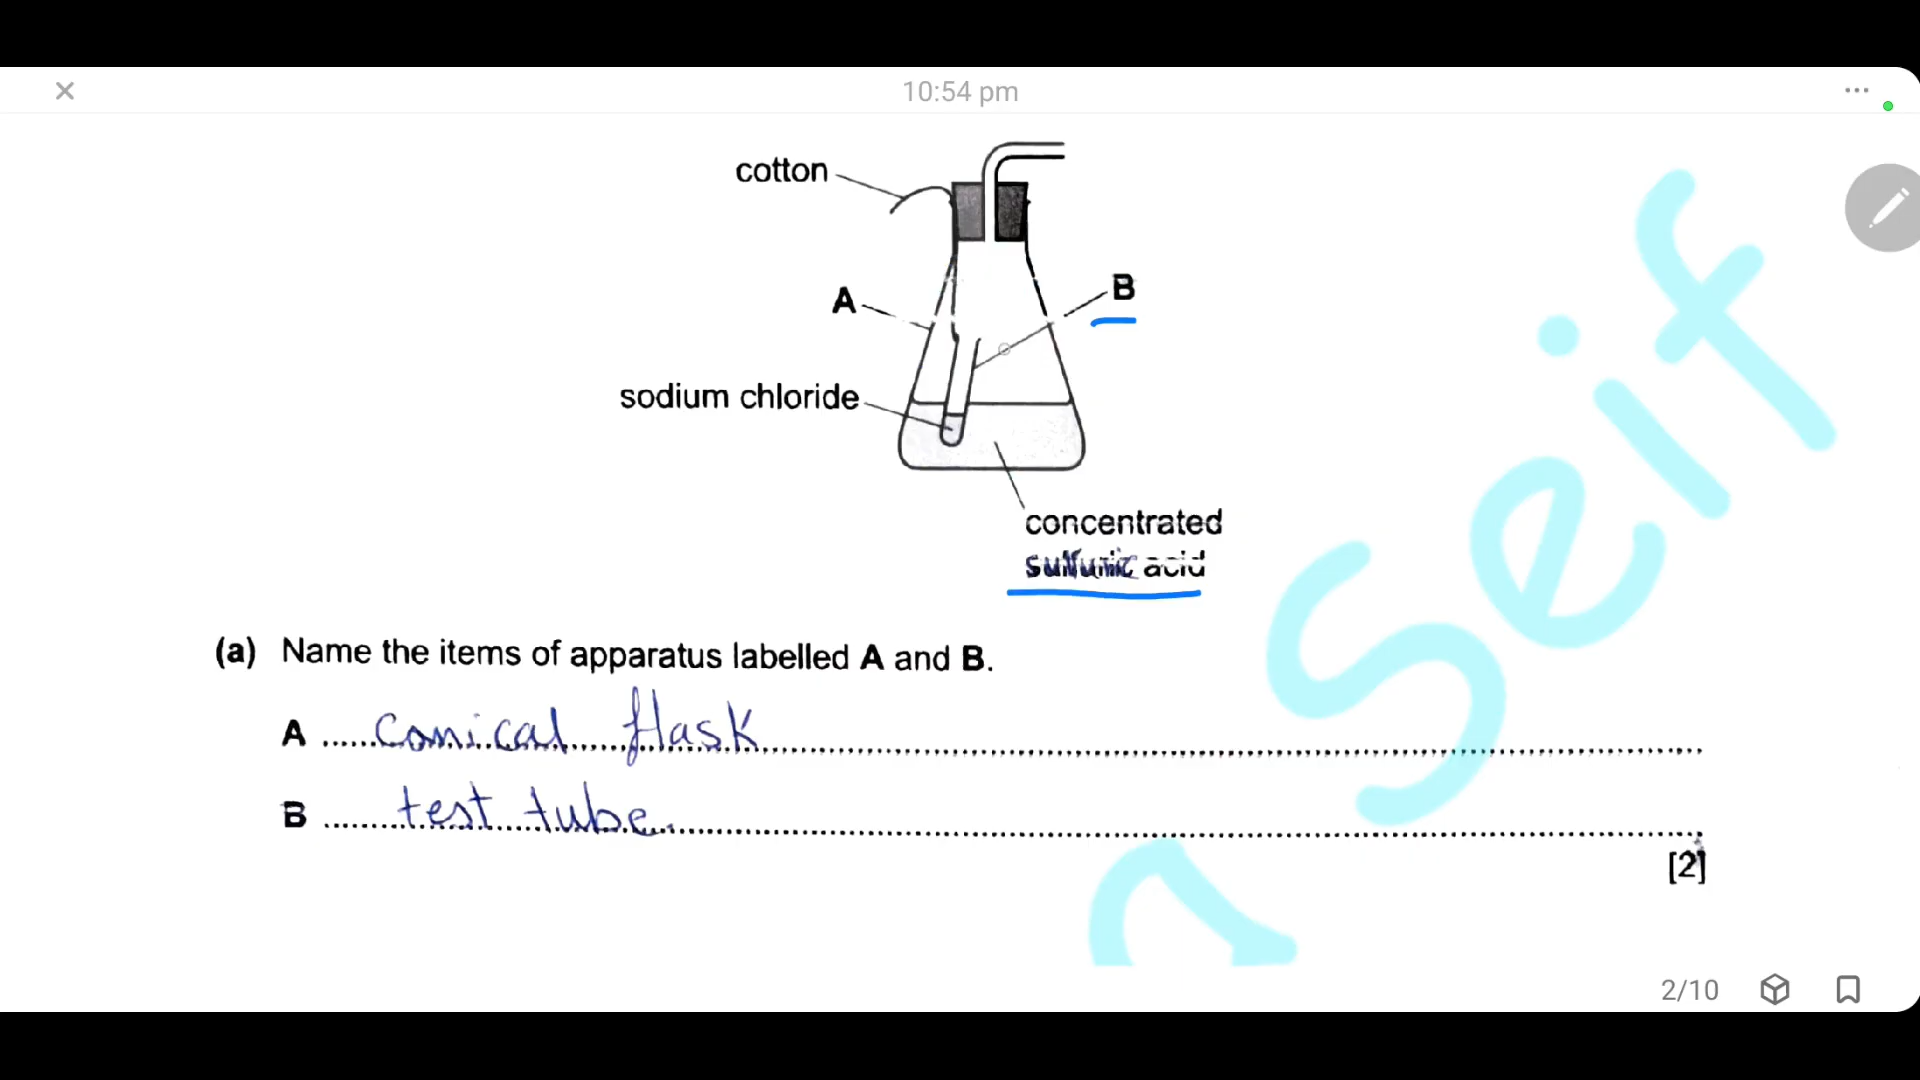 10:54 pm
cotton
A
B
sodium chloride
concentrated
sulfuric acid
(a) Name the items of apparatus labelled A and B.
A ..... conical flask
B ..... test tube.
[2]
Seif
2/10